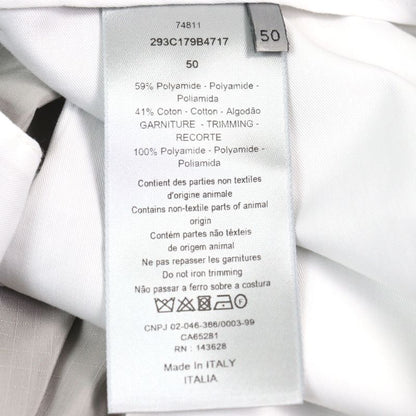 74811
293C179B4717
50
50
59% Polyamide - Polyamide -
Poliamida
41% Coton - Cotton - Algodão
GARNITURE - TRIMMING -
RECORTE
100% Polyamide - Polyamide -
Poliamida
Contient des parties non textiles
d'origine animale
Contains non-textile parts of animal
origin
Contém partes não têxteis
de origem animal
Ne pas repasser les garnitures
Do not iron trimming
Não passar a ferro sobre a costura
CNPJ 02-046-386/0003-99
CA65281
RN : 143628
Made In ITALY
ITALIA